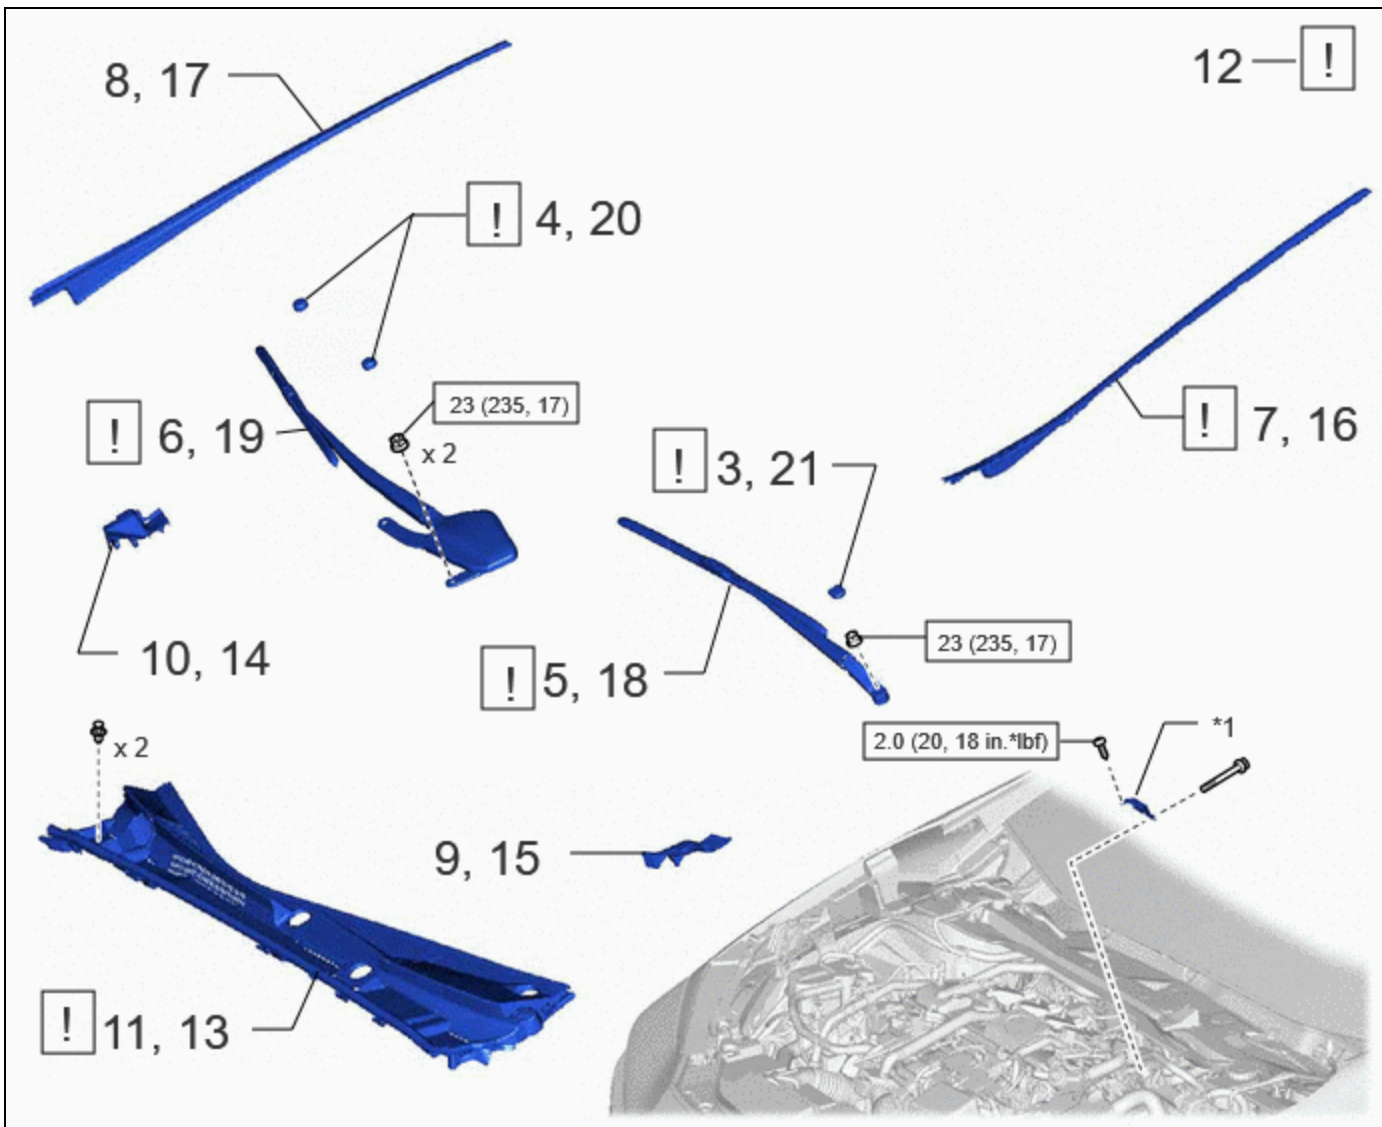 8, 17
12 !
! 4, 20
23 (235, 17)
x 2
! 6, 19
! 7, 16
! 3, 21
10, 14
23 (235, 17)
! 5, 18
*1
2.0 (20, 18 in.*lbf)
x 2
9, 15
! 11, 13